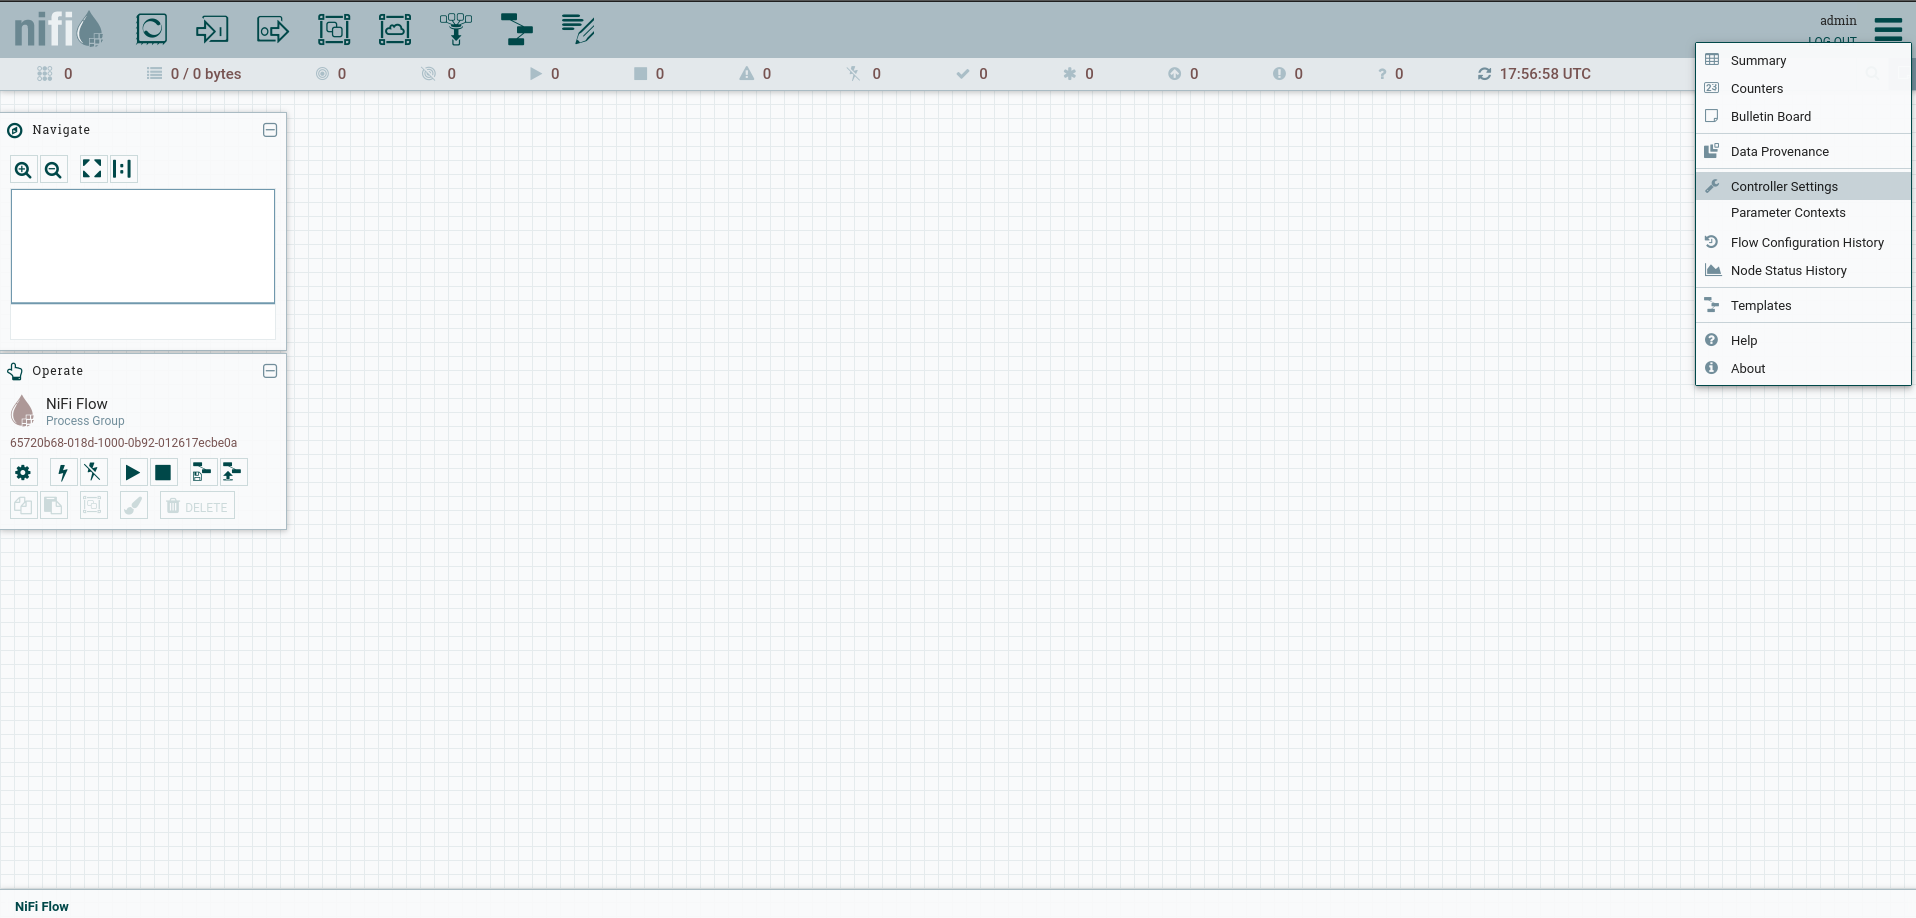 nifi
admin
LOG OUT
0
0 / 0 bytes
0
0
0
0
0
0
0
0
0
0
? 0
17:56:58 UTC
Summary
23
Counters
Bulletin Board
Data Provenance
Controller Settings
Parameter Contexts
Flow Configuration History
Node Status History
Templates
Help
About
Navigate
Operate
NiFi Flow
Process Group
65720b68-018d-1000-0b92-012617ecbe0a
DELETE
NiFi Flow